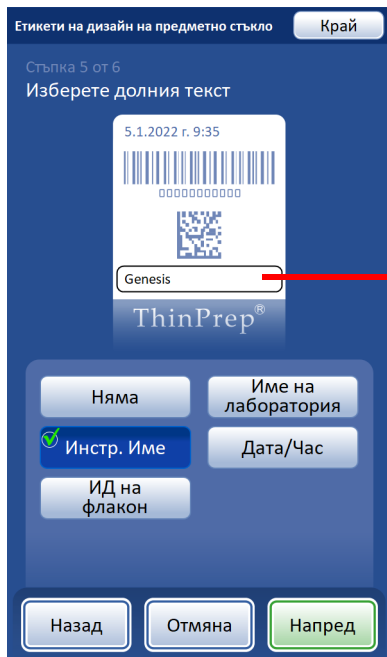 Етикети на дизайн на предметно стъкло
Край
Стъпка 5 от 6
Изберете долния текст
5.1.2022 г. 9:35
00000000000
Genesis
ThinPrep®
Няма
Име на
лаборатория
Инстр. Име
Дата/Час
ИД на
флакон
Назад
Отмяна
Напред